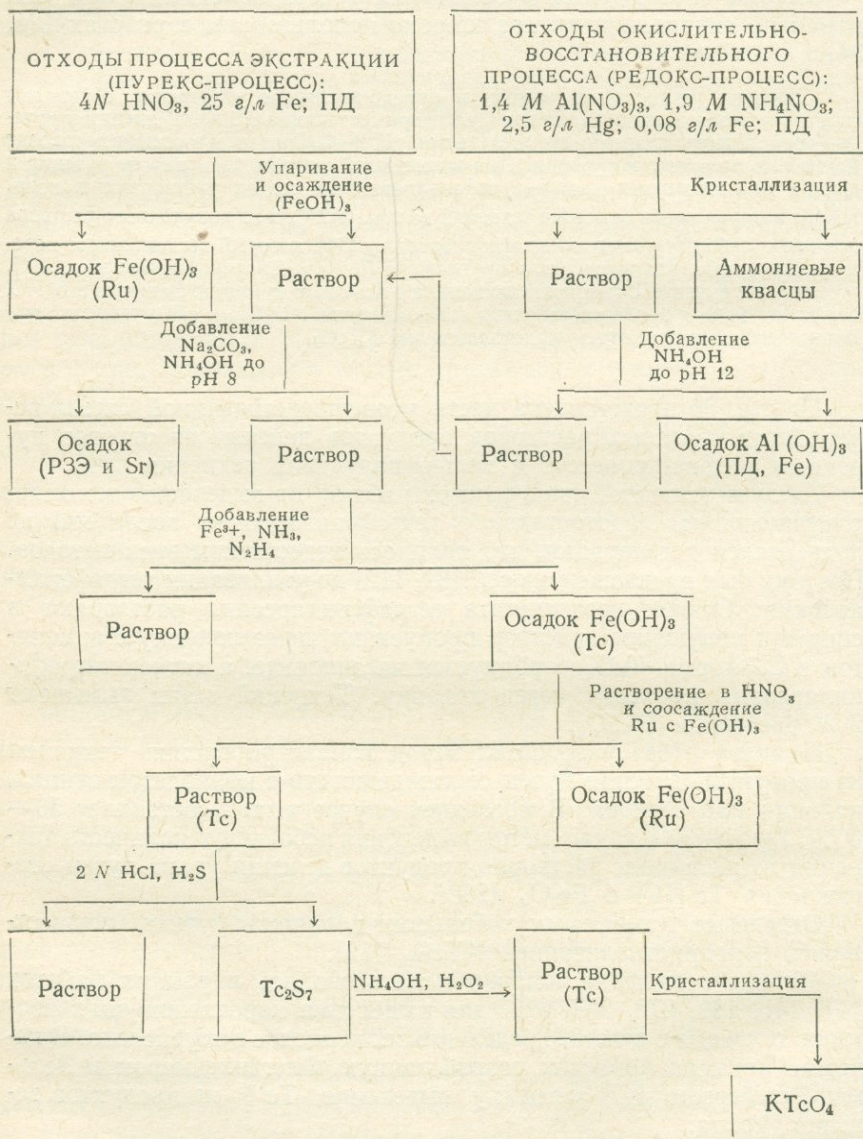 ОТХОДЫ ПРОЦЕССА ЭКСТРАКЦИИ
(ПУРЕКС-ПРОЦЕСС):
4N HNO₃, 25 г/л Fe; ПД
ОТХОДЫ ОКИСЛИТЕЛЬНО-
ВОССТАНОВИТЕЛЬНОГО
ПРОЦЕССА (РЕДОКС-ПРОЦЕСС):
1,4 М Al(NO₃)₃, 1,9 М NH₄NO₃;
2,5 г/л Hg; 0,08 г/л Fe; ПД
Упаривание
и осаждение
(FeOH)₃
Кристаллизация
Осадок Fe(OH)₃
(Ru)
Раствор
Раствор
Аммониевые
квасцы
Добавление
Na₂CO₃,
NH₄OH до
pH 8
Добавление
NH₄OH
до pH 12
Осадок
(РЗЭ и Sr)
Раствор
Раствор
Осадок Al (OH)₃
(ПД, Fe)
Добавление
Fe³⁺, NH₃,
N₂H₄
Раствор
Осадок Fe(OH)₃
(Tc)
Растворение в HNO₃
и соосаждение
Ru с Fe(OH)₃
Раствор
(Tc)
Осадок Fe(OH)₃
(Ru)
2 N HCl, H₂S
Раствор
Tc₂S₇
NH₄OH, H₂O₂
Раствор
(Tc)
Кристаллизация
KTcO₄